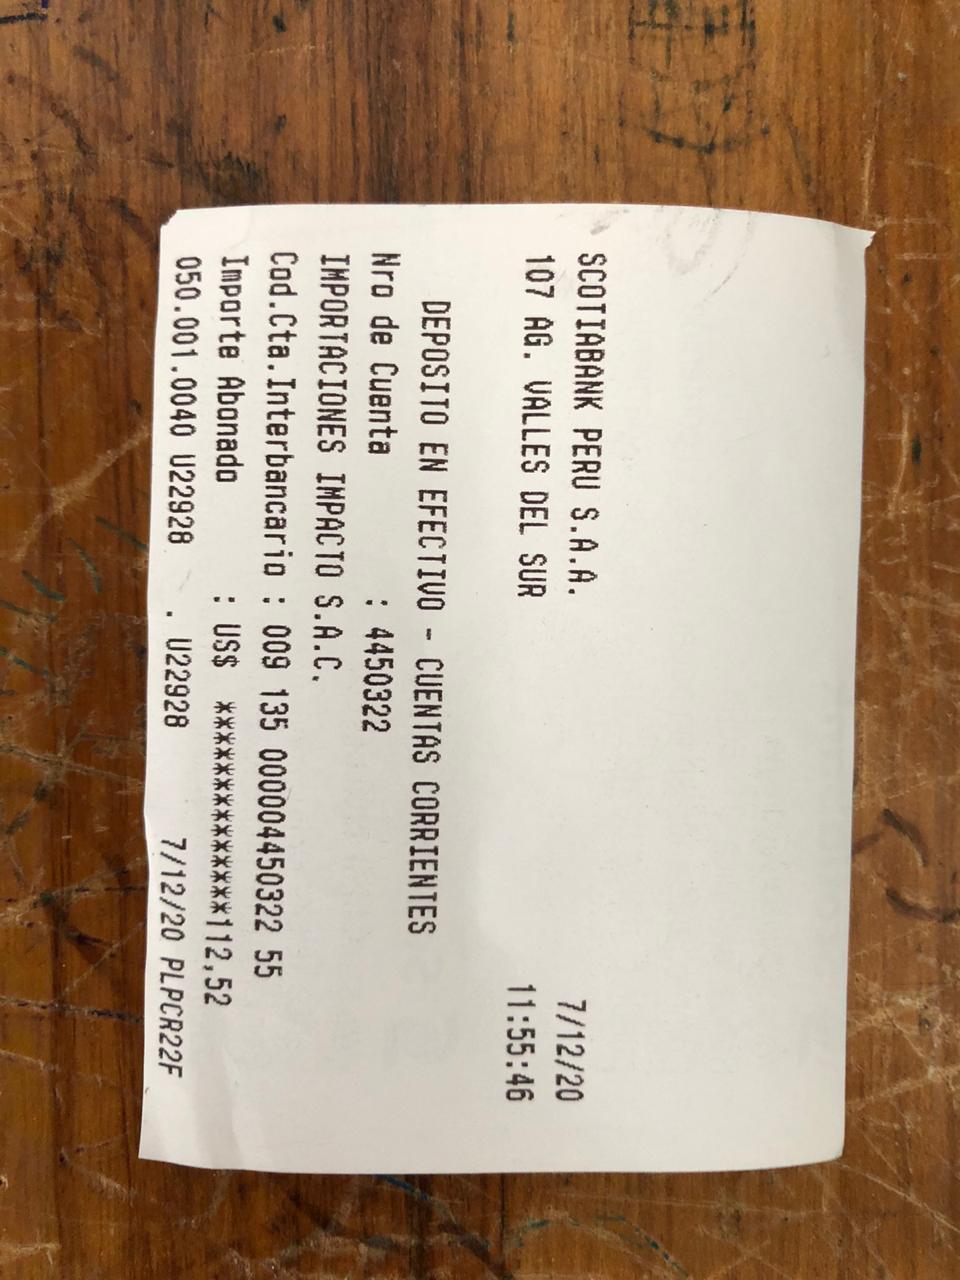 SCOTIABANK PERU S.A.A. 7/12/20
107 AG. VALLES DEL SUR 11:55:46
DEPOSITO EN EFECTIVO - CUENTAS CORRIENTES
Nro de Cuenta : 4450322
IMPORTACIONES IMPACTO S.A.C.
Cod.Cta.Interbancario : 009 135 000004450322 55
Importe Abonado : US$ **************112,52
050.001.0040 U22928 . U22928 7/12/20 PLPCR22F